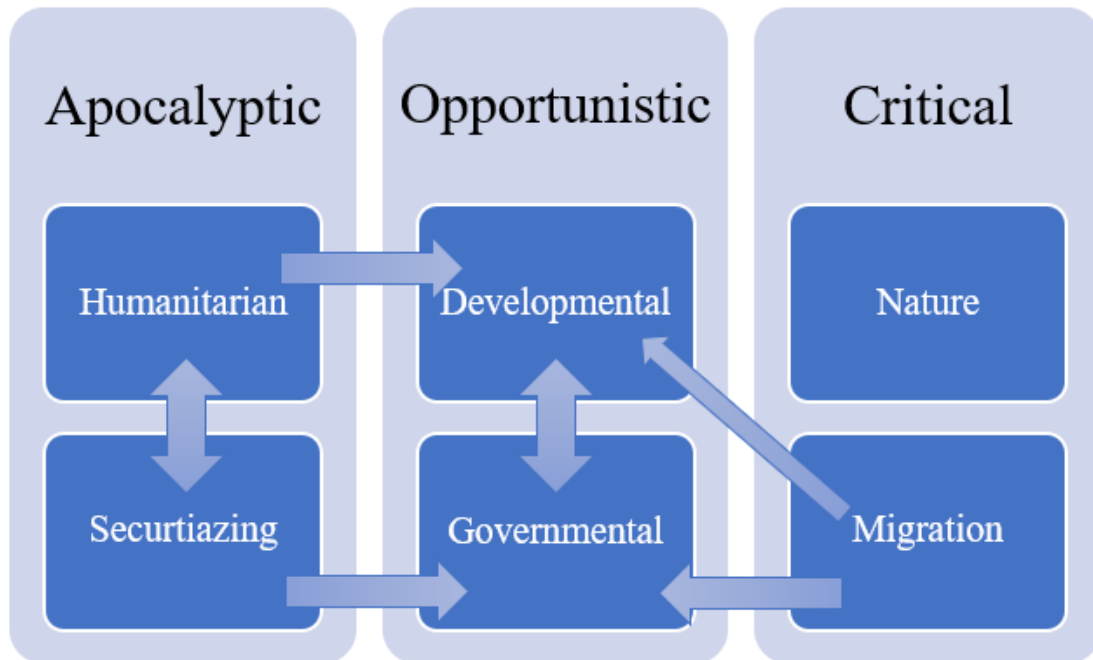 Apocalyptic
Opportunistic
Critical
Humanitarian
Developmental
Nature
Securtiazing
Governmental
Migration